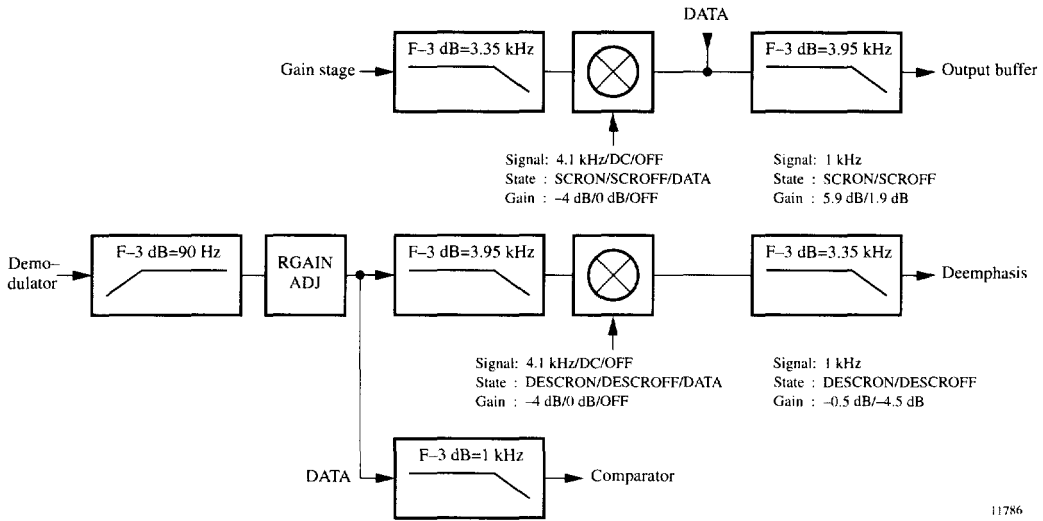 DATA
F–3 dB=3.35 kHz
F–3 dB=3.95 kHz
Gain stage
Output buffer
Signal: 4.1 kHz/DC/OFF
State : SCRON/SCROFF/DATA
Gain : –4 dB/0 dB/OFF
Signal: 1 kHz
State : SCRON/SCROFF
Gain : 5.9 dB/1.9 dB
F–3 dB=90 Hz
F–3 dB=3.95 kHz
F–3 dB=3.35 kHz
Demo–
dulator
RGAIN
ADJ
Deemphasis
Signal: 4.1 kHz/DC/OFF
State : DESCRON/DESCROFF/DATA
Gain : –4 dB/0 dB/OFF
Signal: 1 kHz
State : DESCRON/DESCROFF
Gain : –0.5 dB/–4.5 dB
F–3 dB=1 kHz
DATA
Comparator
11786